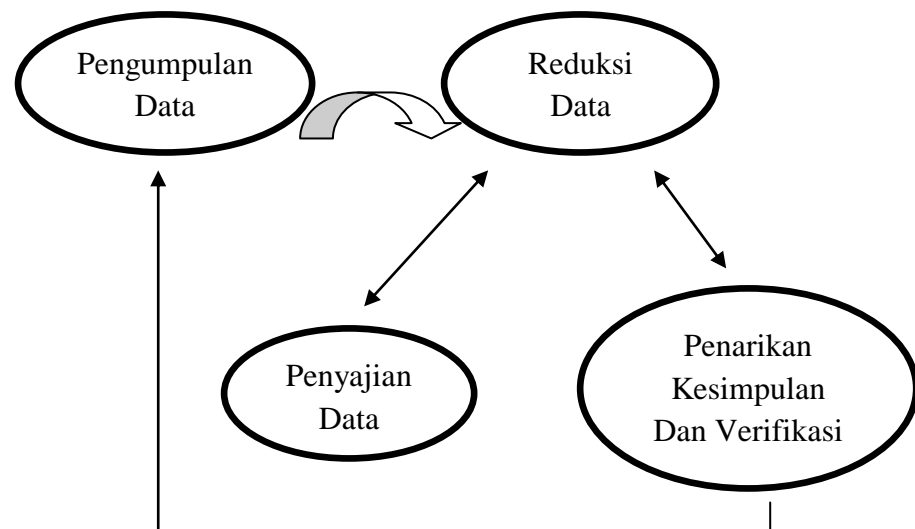 Pengumpulan
Data
Reduksi
Data
Penyajian
Data
Penarikan
Kesimpulan
Dan Verifikasi